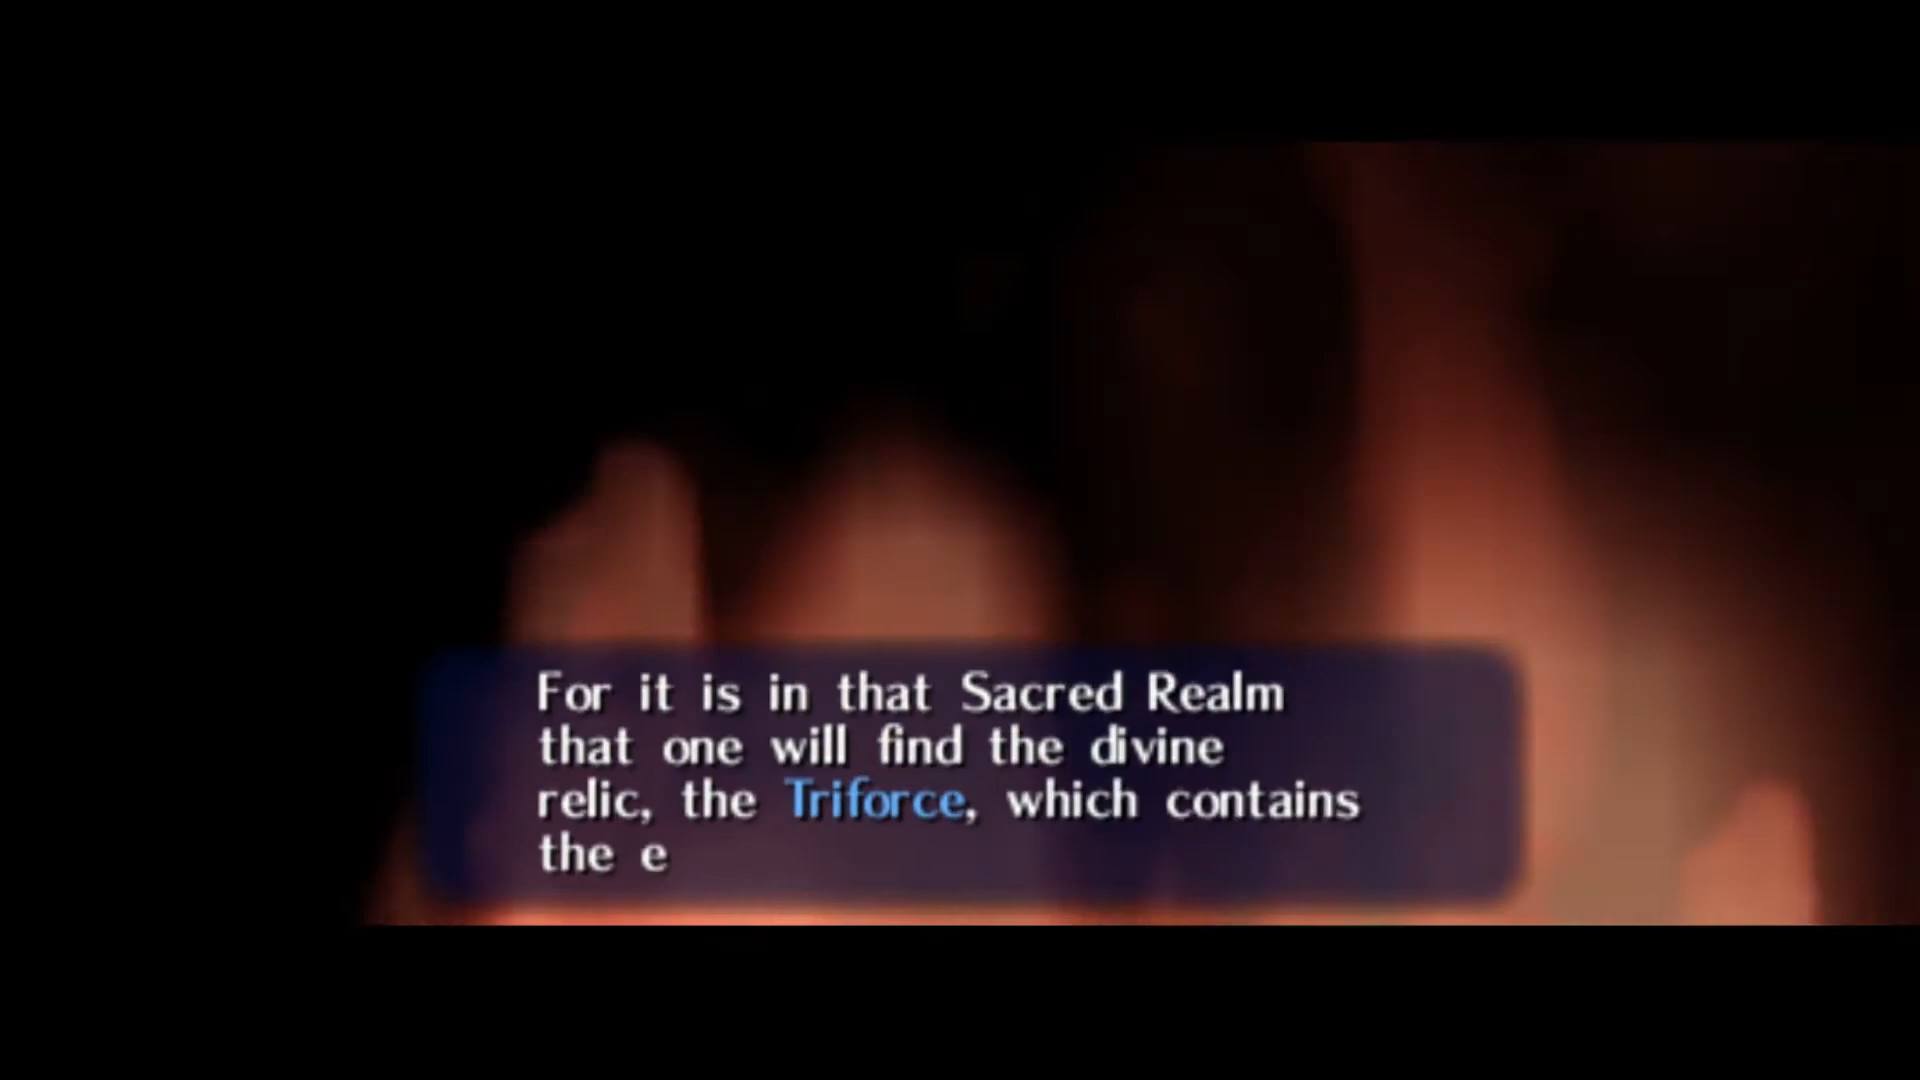 For it is in that Sacred Realm
that one will find the divine
relic, the Triforce, which contains
the e